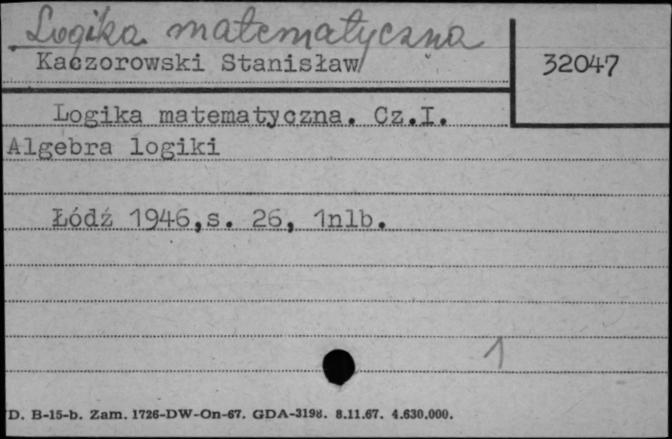 Logika matematyczna
Kaczorowski Stanisław/
32047
Logika matematyczna. Cz.I.
Algebra logiki
Łódź 1946,s. 26, 1nlb.
1
D. B-15-b. Zam. 1726-DW-On-67. GDA-3198. 8.11.67. 4.630.000.